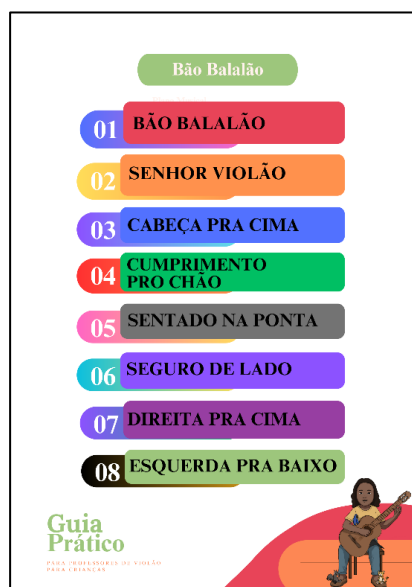 Bão Balalão
01 BÃO BALALÃO
02 SENHOR VIOLÃO
03 CABEÇA PRA CIMA
04 CUMPRIMENTO
PRO CHÃO
05 SENTADO NA PONTA
06 SEGURO DE LADO
07 DIREITA PRA CIMA
08 ESQUERDA PRA BAIXO
Guia
Prático
PARA PROFESSORES DE VIOLÃO
PARA CRIANÇAS